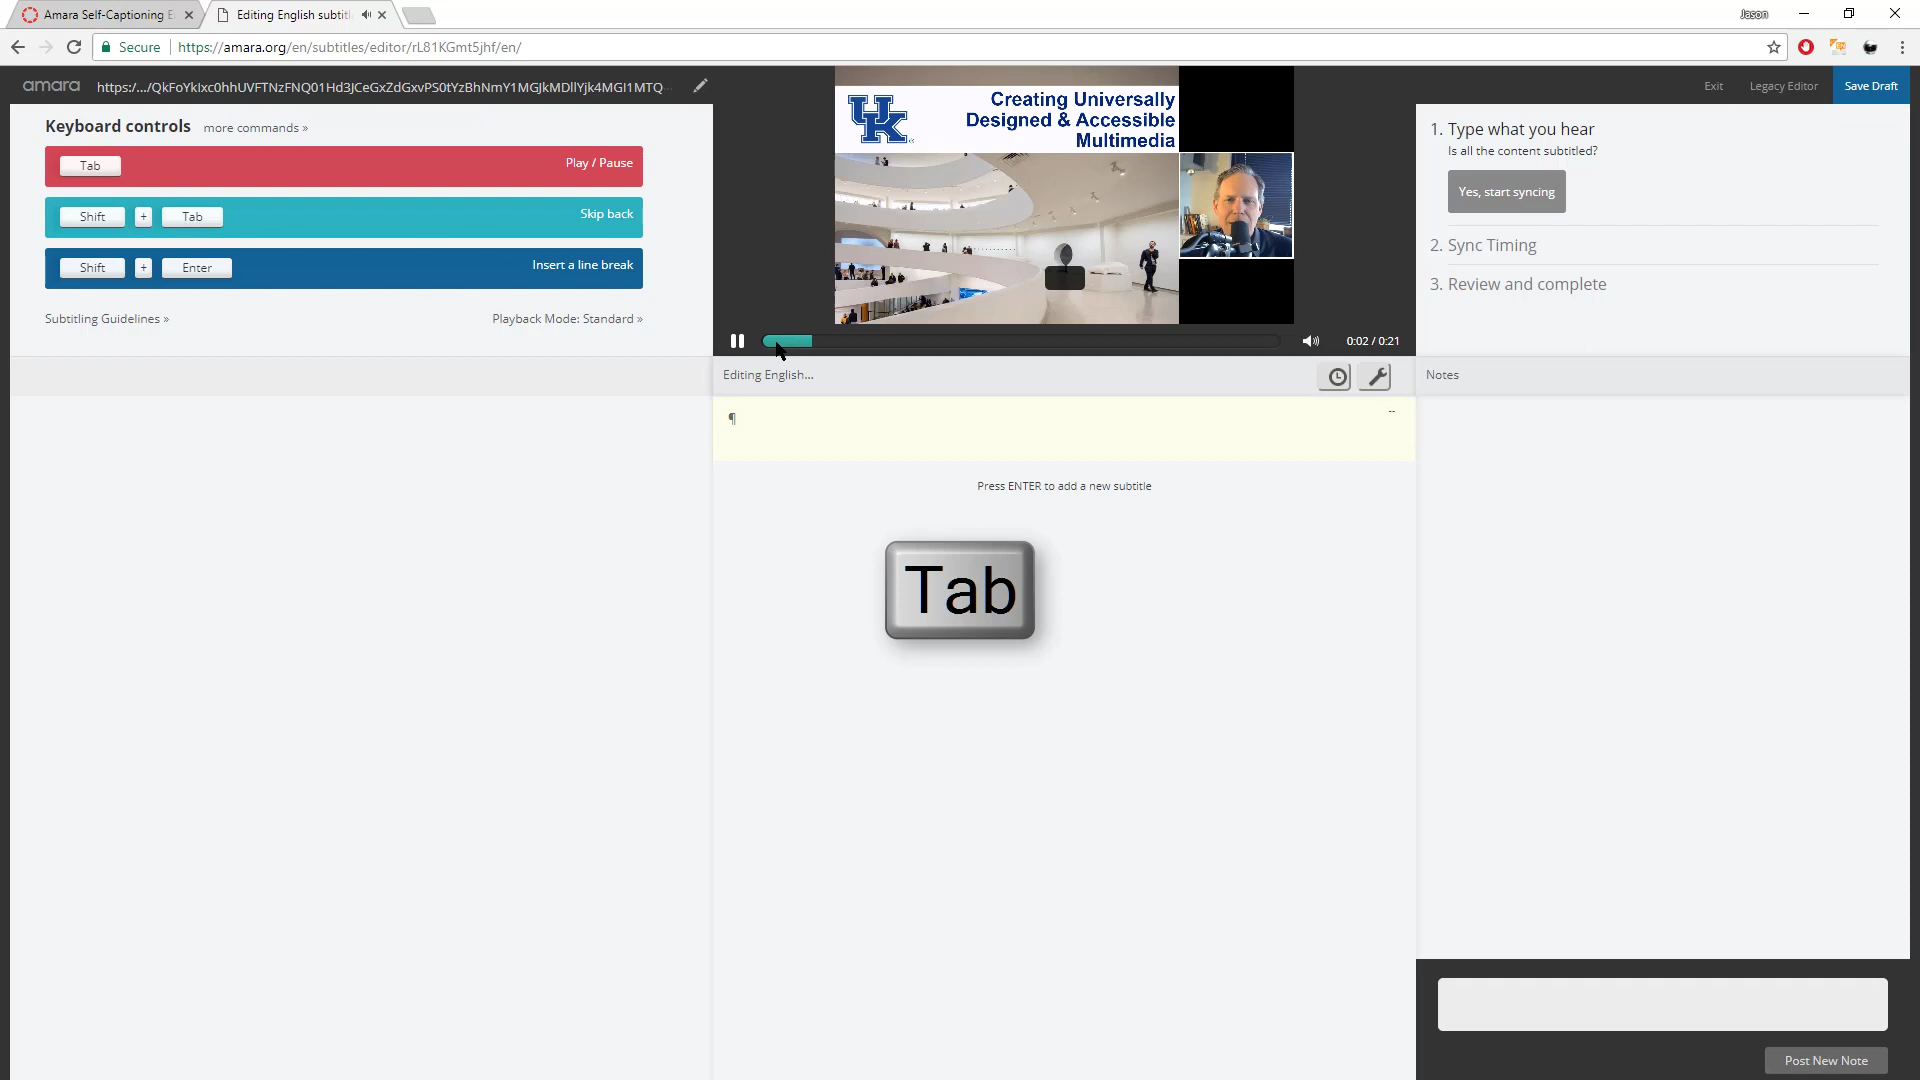 Amara Self-Captioning E
Editing English subtitl
Jason
Secure
https://amara.org/en/subtitles/editor/rL81KGmt5jhf/en/
amara
https:/.../QkFoYkIxc0hhUVFTNzFNQ01Hd3JCeGxZdGxvPS0tYzBhNmY1MGJkMDllYjk4MGI1MTQ
Exit
Legacy Editor
Save Draft
Keyboard controls
more commands »
Tab
Play / Pause
Shift + Tab
Skip back
Shift + Enter
Insert a line break
Subtitling Guidelines »
Playback Mode: Standard »
UK
Creating Universally
Designed & Accessible
Multimedia
0:02 / 0:21
1. Type what you hear
Is all the content subtitled?
Yes, start syncing
2. Sync Timing
3. Review and complete
Editing English...
Notes
¶
--
Press ENTER to add a new subtitle
Tab
Post New Note